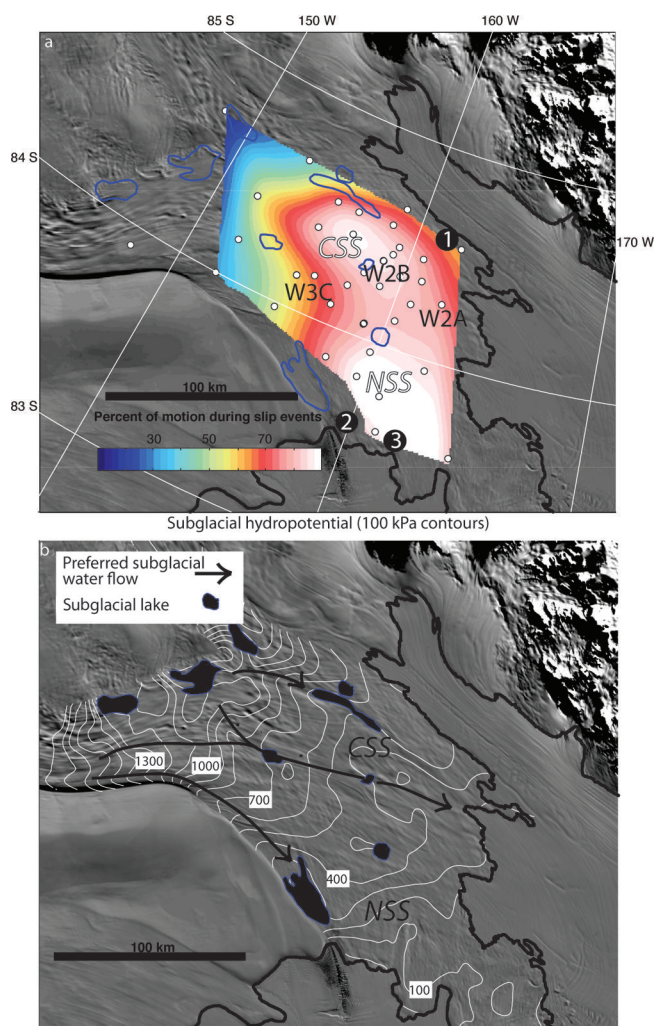 85 S
150 W
160 W
a
84 S
1
170 W
CSS
W2B
W3C
W2A
100 km
NSS
83 S
Percent of motion during slip events
2
3
30
50
70
Subglacial hydropotential (100 kPa contours)
b
Preferred subglacial
water flow
Subglacial lake
CSS
1300
1000
700
400
NSS
100 km
100